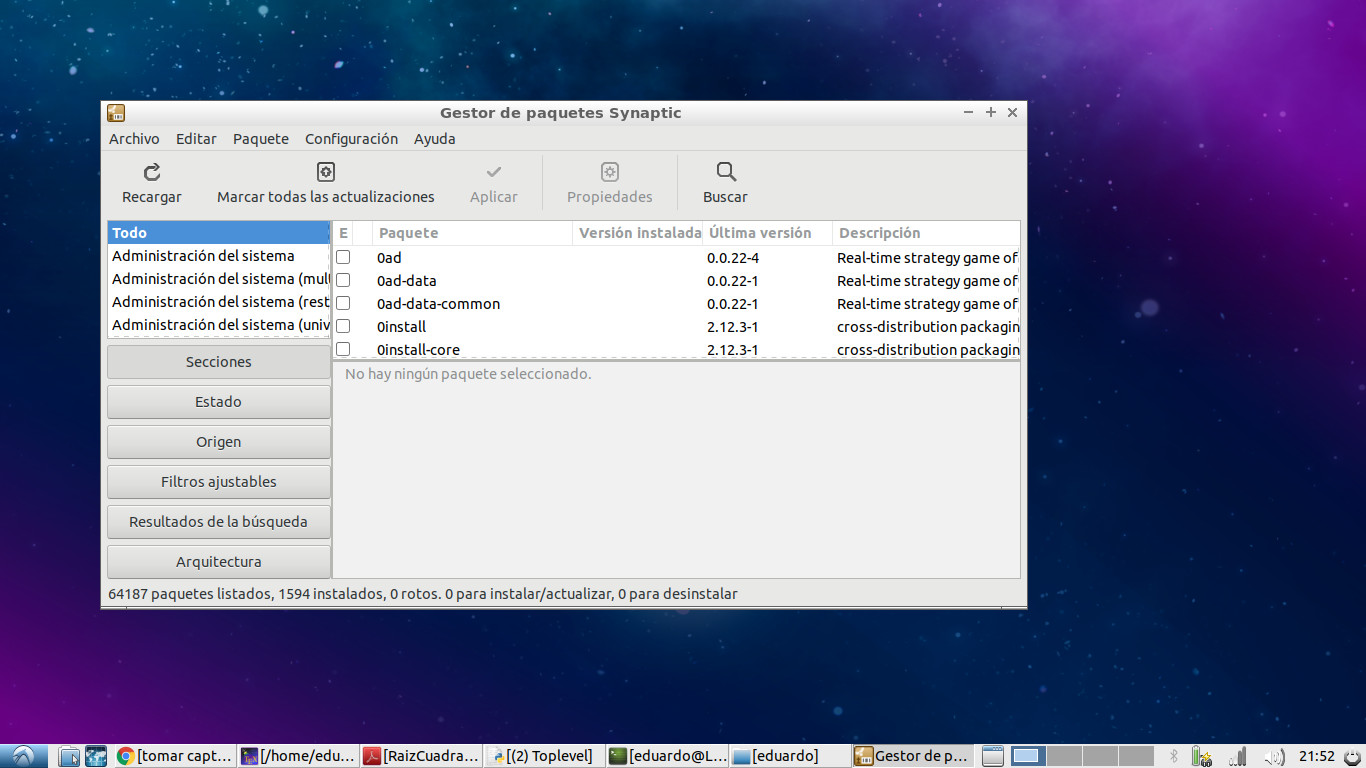 Gestor de paquetes Synaptic
Archivo Editar Paquete Configuración Ayuda
Recargar Marcar todas las actualizaciones Aplicar Propiedades Buscar
Todo
Administración del sistema
Administración del sistema (mul
Administración del sistema (rest
Administración del sistema (univ
Secciones
Estado
Origen
Filtros ajustables
Resultados de la búsqueda
Arquitectura
E Paquete Versión instalada Última versión Descripción
0ad 0.0.22-4 Real-time strategy game of
0ad-data 0.0.22-1 Real-time strategy game of
0ad-data-common 0.0.22-1 Real-time strategy game of
0install 2.12.3-1 cross-distribution packagin
0install-core 2.12.3-1 cross-distribution packagin
No hay ningún paquete seleccionado.
64187 paquetes listados, 1594 instalados, 0 rotos. 0 para instalar/actualizar, 0 para desinstalar
[tomar capt... [/home/edu... [RaizCuadra... [(2) Toplevel] [eduardo@L... [eduardo] Gestor de p... 21:52